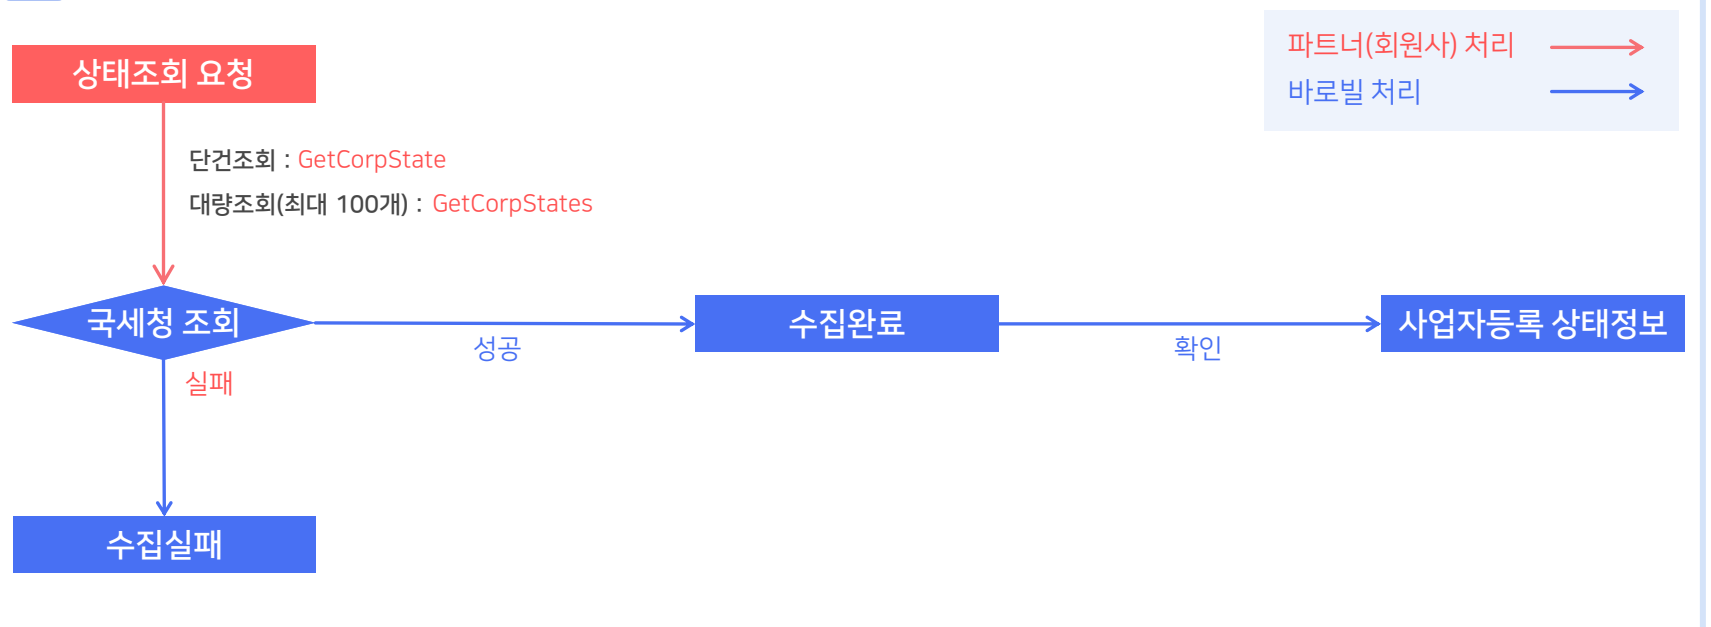 파트너(회원사) 처리
바로빌 처리
상태조회 요청
단건조회 : GetCorpState
대량조회(최대 100개) : GetCorpStates
국세청 조회
성공
수집완료
확인
사업자등록 상태정보
실패
수집실패